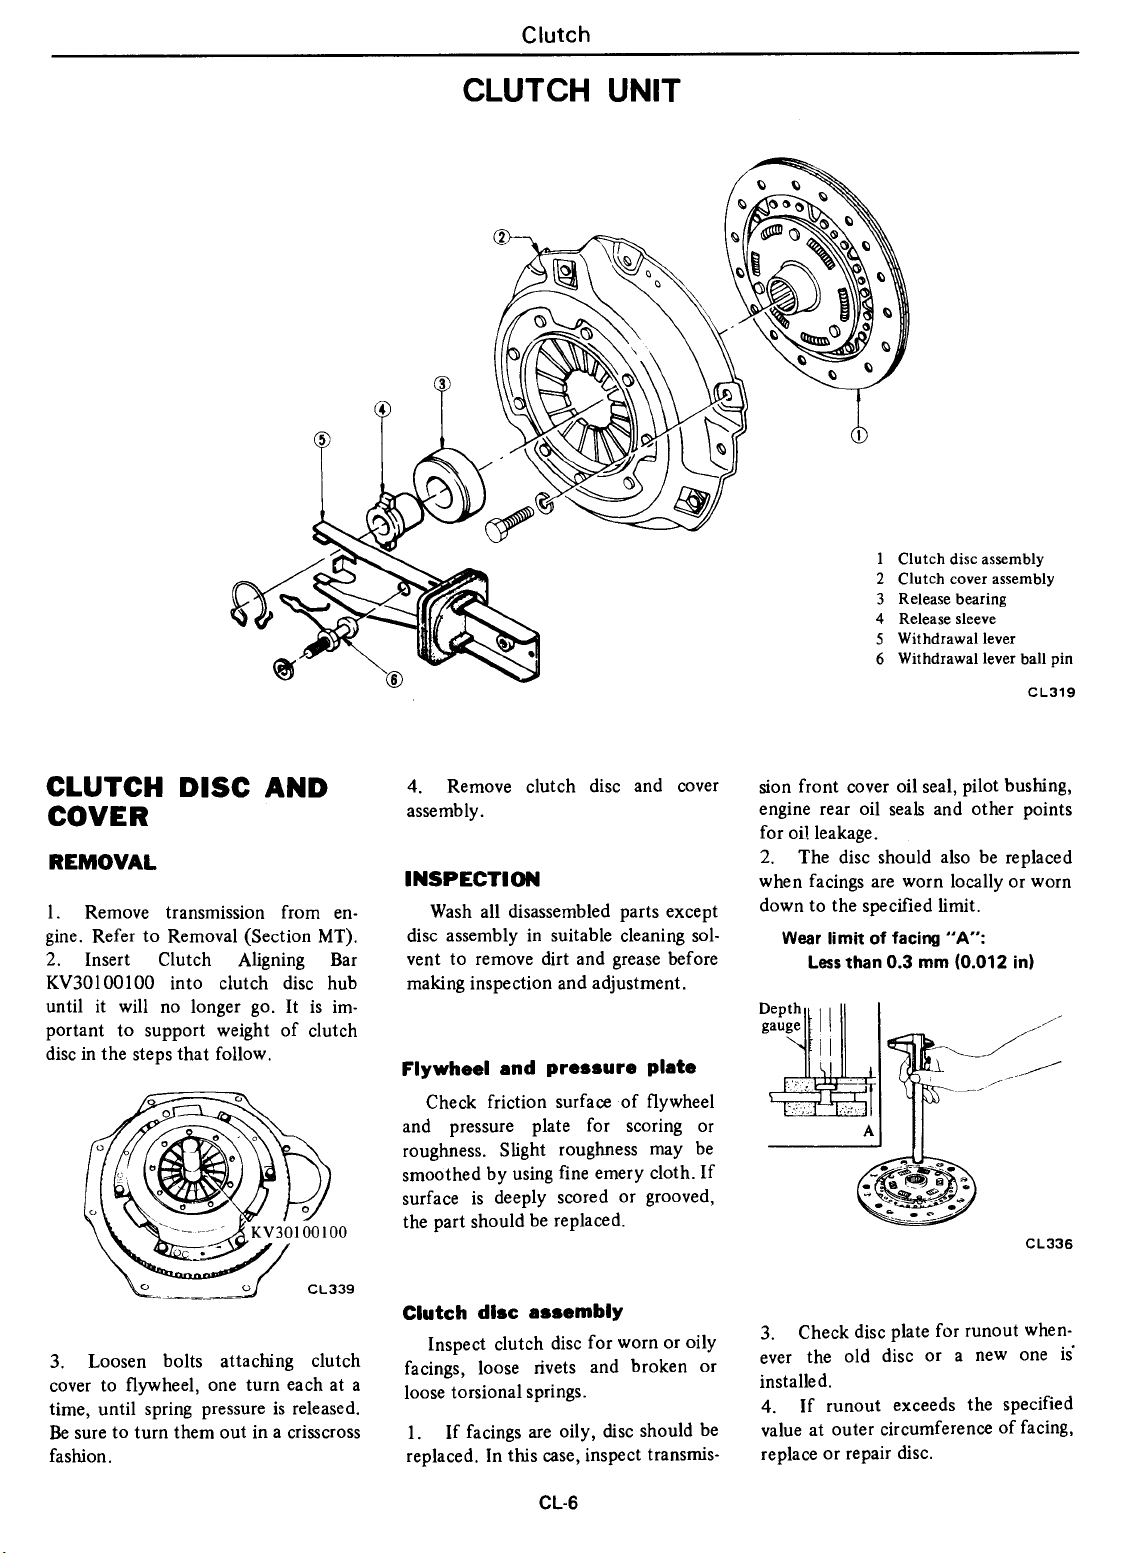 Clutch
CLUTCH UNIT
②
③
④
⑤
①
⑥
1 Clutch disc assembly
2 Clutch cover assembly
3 Release bearing
4 Release sleeve
5 Withdrawal lever
6 Withdrawal lever ball pin
CL319
CLUTCH DISC AND
COVER
REMOVAL
1. Remove transmission from en-
gine. Refer to Removal (Section MT).
2. Insert Clutch Aligning Bar
KV30100100 into clutch disc hub
until it will no longer go. It is im-
portant to support weight of clutch
disc in the steps that follow.
KV30100100
CL339
3. Loosen bolts attaching clutch
cover to flywheel, one turn each at a
time, until spring pressure is released.
Be sure to turn them out in a crisscross
fashion.
4. Remove clutch disc and cover
assembly.
INSPECTION
Wash all disassembled parts except
disc assembly in suitable cleaning sol-
vent to remove dirt and grease before
making inspection and adjustment.
Flywheel and pressure plate
Check friction surface of flywheel
and pressure plate for scoring or
roughness. Slight roughness may be
smoothed by using fine emery cloth. If
surface is deeply scored or grooved,
the part should be replaced.
Clutch disc assembly
Inspect clutch disc for worn or oily
facings, loose rivets and broken or
loose torsional springs.
1. If facings are oily, disc should be
replaced. In this case, inspect transmis-
sion front cover oil seal, pilot bushing,
engine rear oil seals and other points
for oil leakage.
2. The disc should also be replaced
when facings are worn locally or worn
down to the specified limit.
Wear limit of facing "A":
Less than 0.3 mm (0.012 in)
Depth
gauge
A
CL336
3. Check disc plate for runout when-
ever the old disc or a new one is
installed.
4. If runout exceeds the specified
value at outer circumference of facing,
replace or repair disc.
CL-6